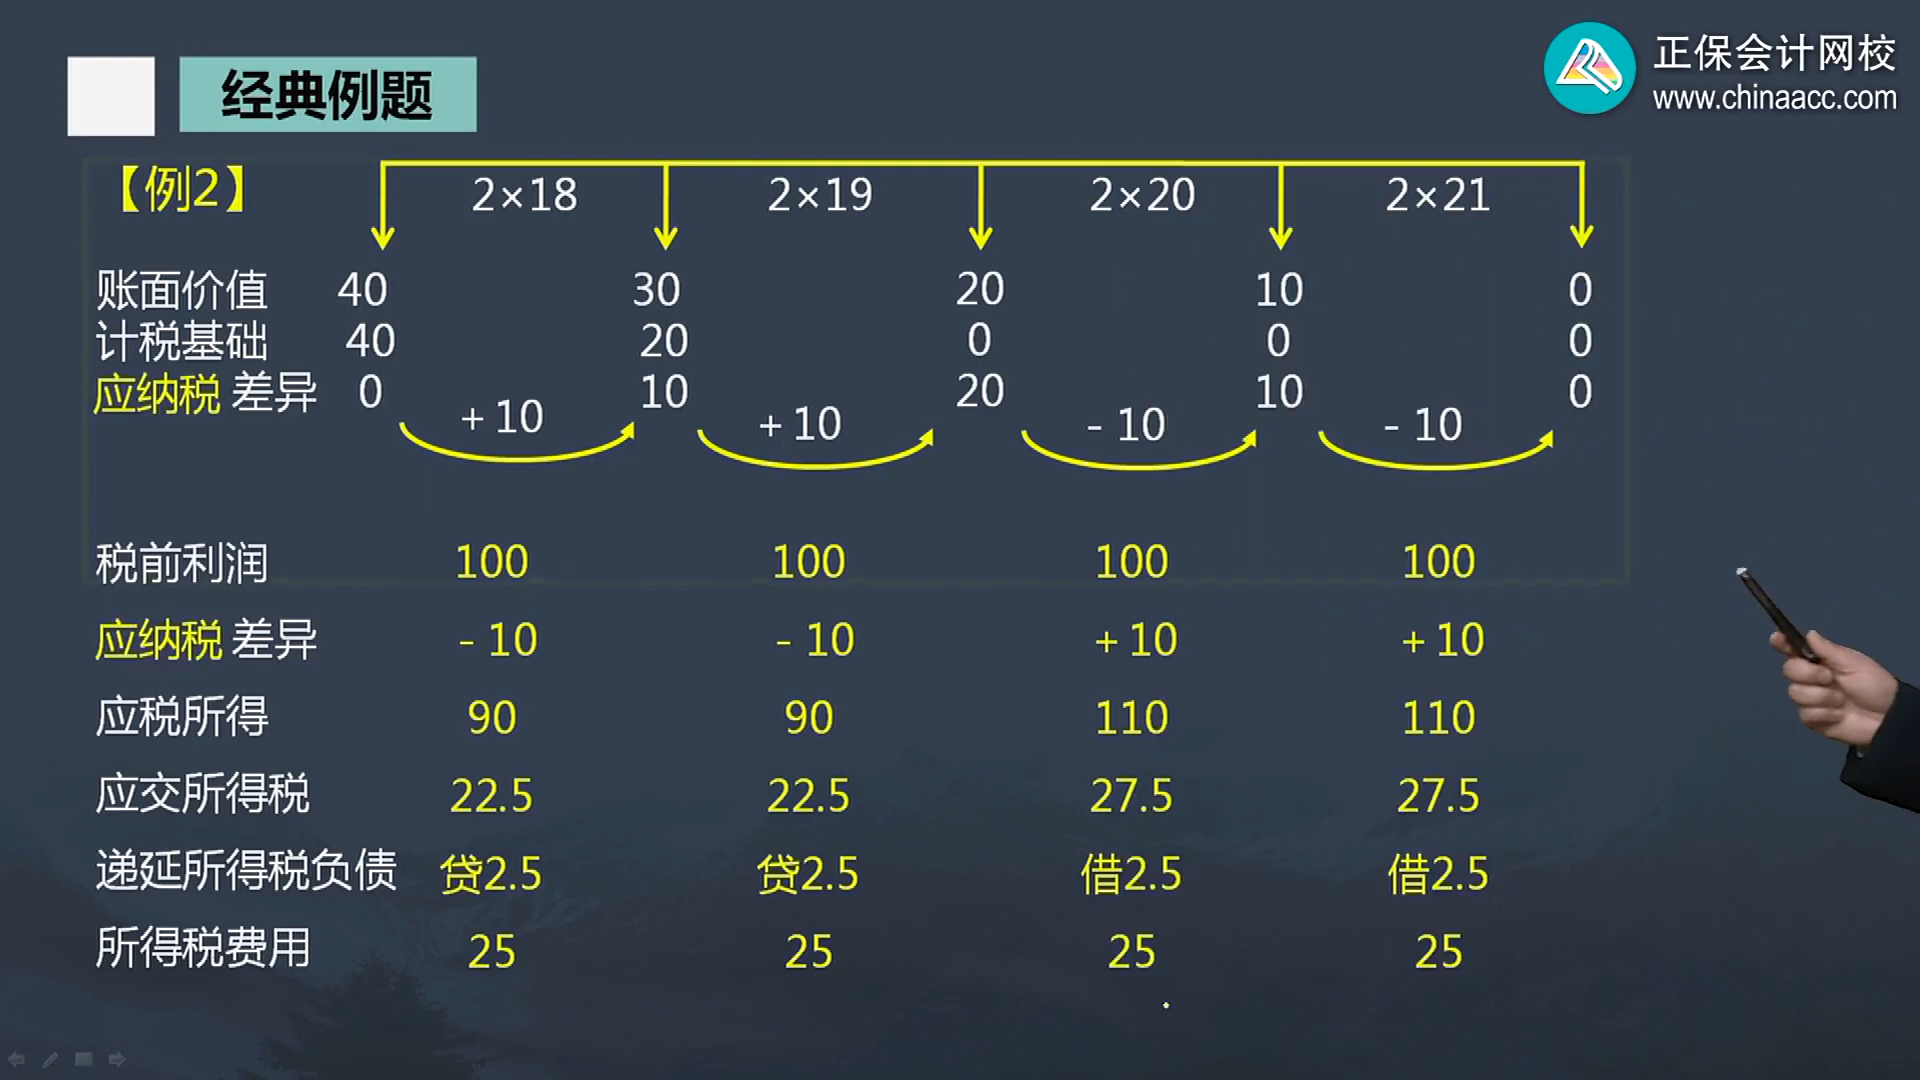 经典例题
正保会计网校
www.chinaacc.com
【例2】 2×18 2×19 2×20 2×21
账面价值 40 30 20 10 0
计税基础 40 20 0 0 0
应纳税 差异 0 10 20 10 0
+10 +10 -10 -10
税前利润 100 100 100 100
应纳税 差异 -10 -10 +10 +10
应税所得 90 90 110 110
应交所得税 22.5 22.5 27.5 27.5
递延所得税负债 贷2.5 贷2.5 借2.5 借2.5
所得税费用 25 25 25 25